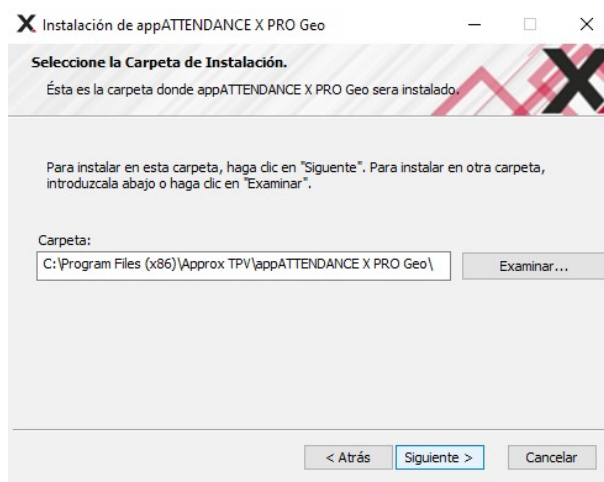 Instalación de appATTENDANCE X PRO Geo
Seleccione la Carpeta de Instalación.
Ésta es la carpeta donde appATTENDANCE X PRO Geo sera instalado.
Para instalar en esta carpeta, haga clic en "Siguente". Para instalar en otra carpeta,
introduzcala abajo o haga clic en "Examinar".
Carpeta:
C:\Program Files (x86)\Approx TPV\appATTENDANCE X PRO Geo\
Examinar...
< Atrás
Siguiente >
Cancelar